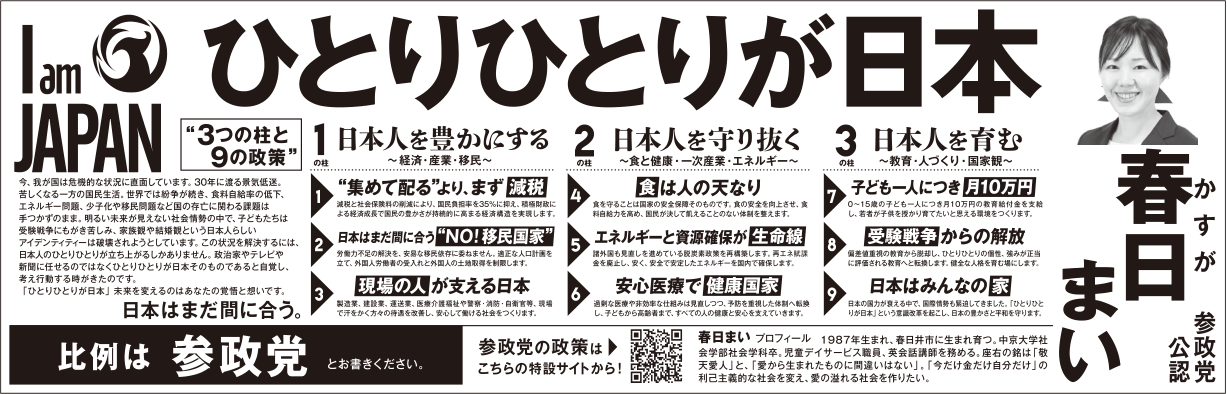 I am
JAPAN
ひとりひとりが日本
今、我が国は危機的な状況に直面しています。30年に渡る景気低迷。
苦しくなる一方の国民生活。世界では紛争が続き、食料自給率の低下、
エネルギー問題、少子化や移民問題など国の存亡に関わる課題は
手つかずのまま。明るい未来が見えない社会情勢の中で、子どもたちは
受験戦争にもがき苦しみ、家族観や結婚観という日本人らしい
アイデンティティーは破壊されようとしています。この状況を解決するには、
日本人のひとりひとりが立ち上がるしかありません。政治家やテレビや
新聞に任せるのではなくひとりひとりが日本そのものであると自覚し、
考え行動する時がきたのです。
「ひとりひとりが日本」 未来を変えるのはあなたの覚悟と想いです。
日本はまだ間に合う。
“3つの柱と
9の政策”
1の柱 日本人を豊かにする
〜経済・産業・移民〜
1 “集めて配る”より、まず 減税
減税と社会保険料の削減により、国民負担率を35%に抑え、積極財政に
よる経済成長で国民の豊かさが持続的に高まる経済構造を実現します。
2 日本はまだ間に合う “NO!移民国家”
労働力不足の解決を、安易な移民依存に委ねません。適正な人口計画を
立て、外国人労働者の受入れと外国人の土地取得を制限します。
3 現場の人 が支える日本
製造業、建設業、運送業、医療介護福祉や警察・消防・自衛官等、現場
で汗をかく方々の待遇を改善し、安心して働ける社会をつくります。
2の柱 日本人を守り抜く
〜食と健康・一次産業・エネルギー〜
4 食 は人の天なり
食を守ることは国家の安全保障そのものです。食の安全を向上させ、食
料自給力を高め、国民が決して飢えることのない体制を整えます。
5 エネルギーと資源確保が 生命線
諸外国も見直しを進めている脱炭素政策を再構築します。再エネ賦課
金を廃止し、安く、安全で安定したエネルギーを国内で確保します。
6 安心医療で 健康国家
過剰な医療や非効率な仕組みは見直しつつ、予防を重視した体制へ転換
し、子どもから高齢者まで、すべての人の健康と安心を支えていきます。
3の柱 日本人を育む
〜教育・人づくり・国家観〜
7 子ども一人につき 月10万円
0〜15歳の子ども一人につき月10万円の教育給付金を支給
し、若者が子供を授かり育てたいと思える環境をつくります。
8 受験戦争 からの解放
偏差値重視の教育から脱却し、ひとりひとりの個性、強みが正当
に評価される教育へと転換します。健全な人格を育む場にします。
9 日本はみんなの 家
日本の国力が衰える中で、国際情勢も緊迫してきました。「ひとりひと
りが日本」という意識改革を起こし、日本の豊かさと平和を守ります。
かすが
春日まい
参政党
公認
比例は 参政党 とお書きください。
参政党の政策は
こちらの特設サイトから!
春日まい プロフィール 1987年生まれ、春日井市に生まれ育つ。中京大学社
会学部社会学科卒。児童デイサービス職員、英会話講師を務める。座右の銘は「敬
天愛人」と、「愛から生まれたものに間違いはない」。「今だけ金だけ自分だけ」の
利己主義的な社会を変え、愛の溢れる社会を作りたい。